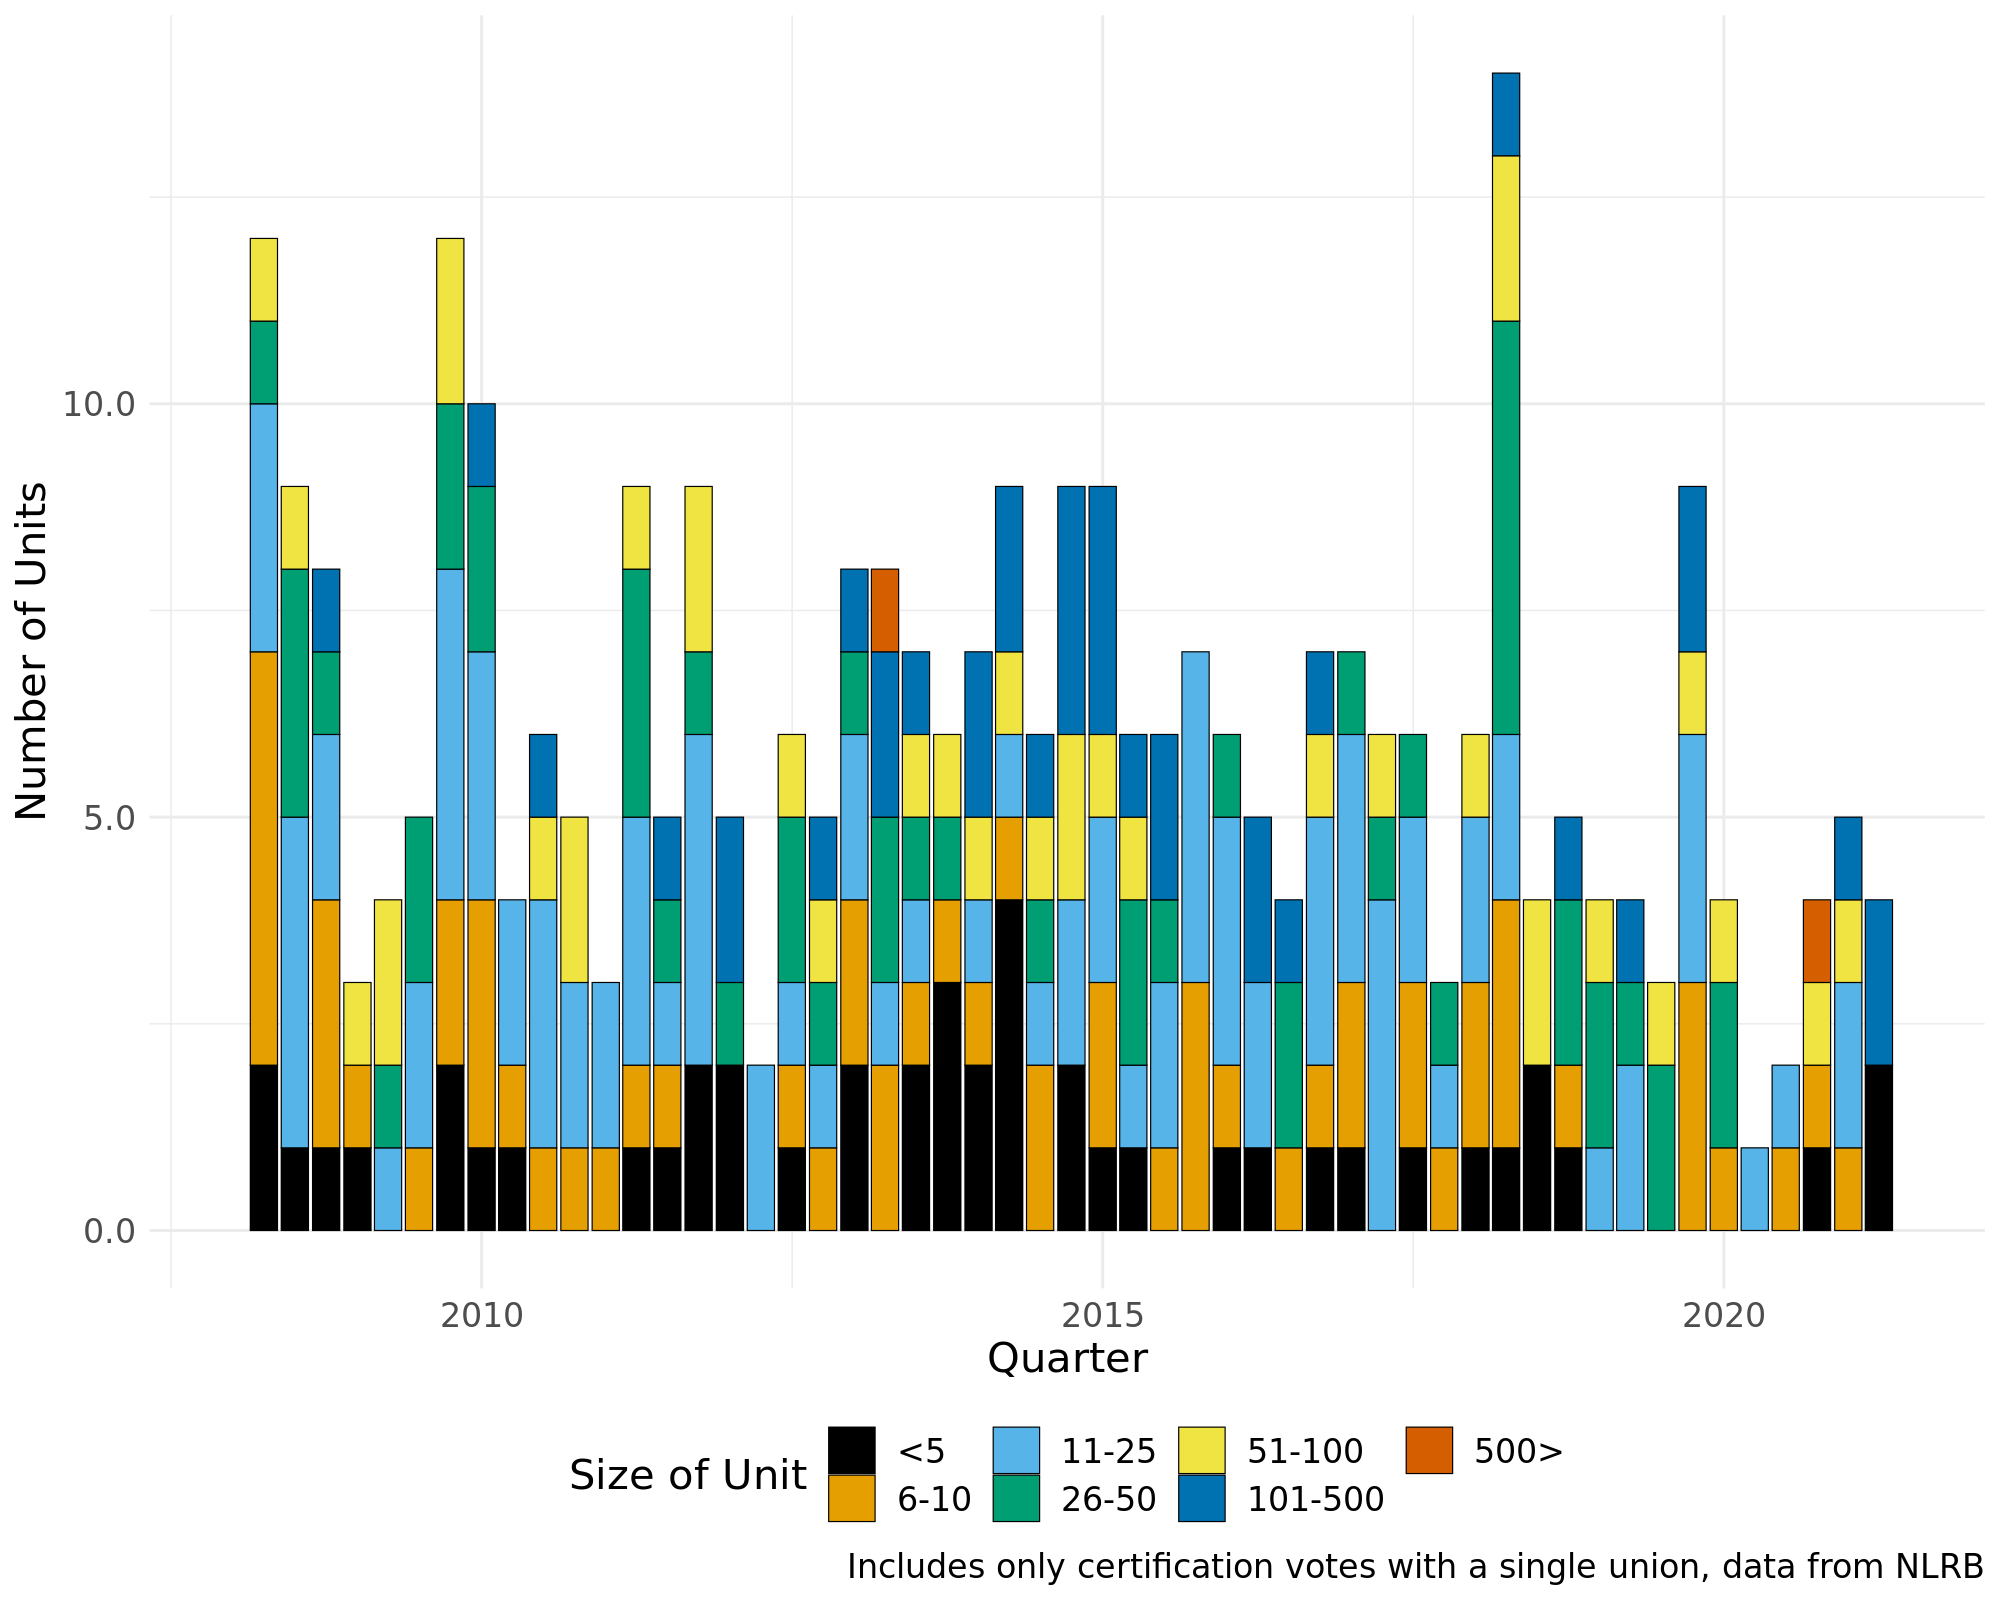 Number of Units
10.0
5.0
0.0
2010 2015 2020
Quarter
Size of Unit
<5 11-25 51-100 500>
6-10 26-50 101-500
Includes only certification votes with a single union, data from NLRB